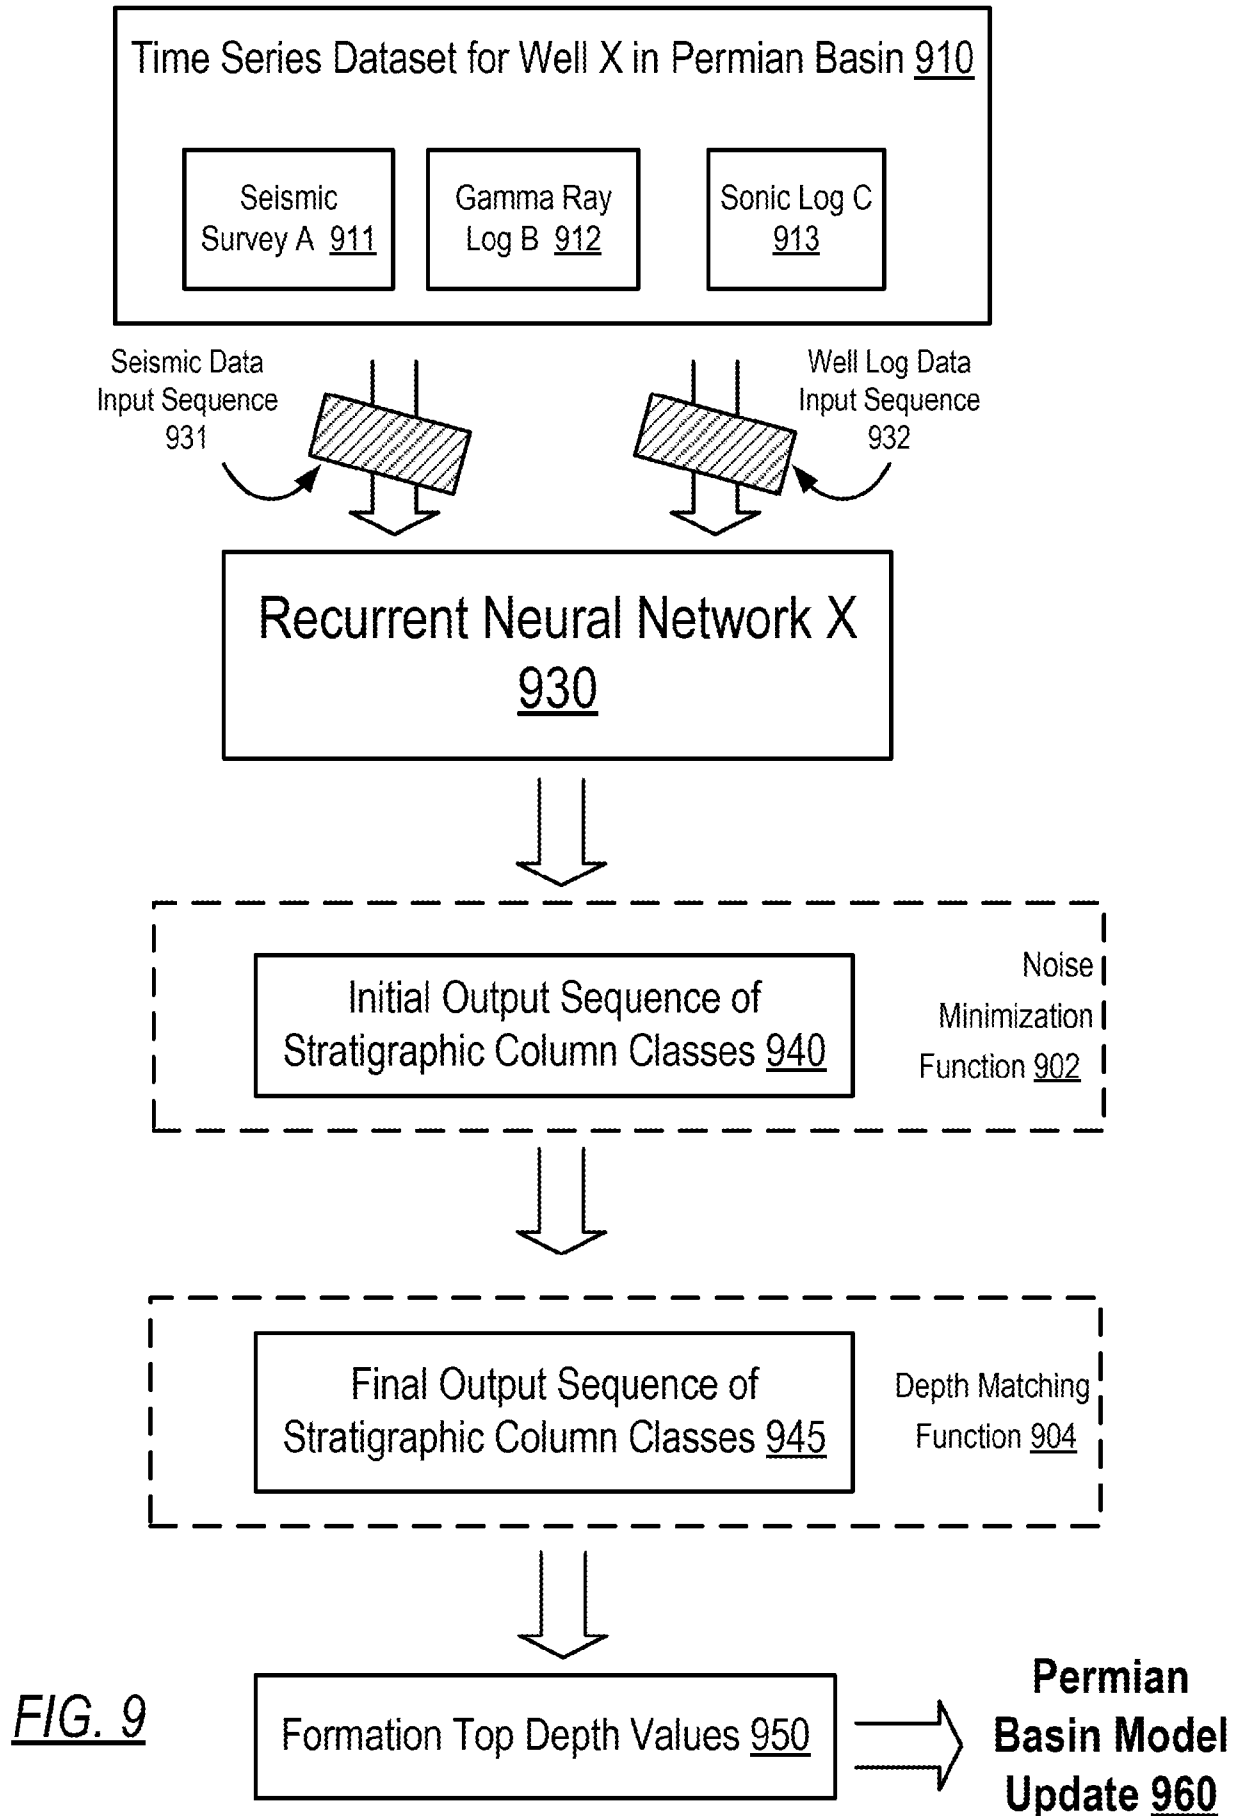 Time Series Dataset for Well X in Permian Basin 910
Seismic
Survey A 911
Gamma Ray
Log B 912
Sonic Log C
913
Seismic Data
Input Sequence
931
Well Log Data
Input Sequence
932
Recurrent Neural Network X
930
Initial Output Sequence of
Stratigraphic Column Classes 940
Noise
Minimization
Function 902
Final Output Sequence of
Stratigraphic Column Classes 945
Depth Matching
Function 904
FIG. 9
Formation Top Depth Values 950
Permian
Basin Model
Update 960